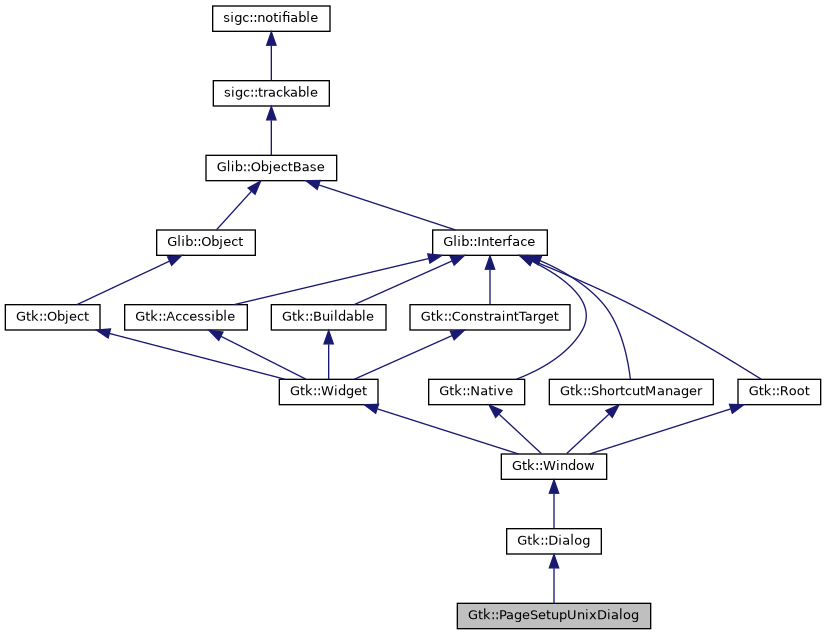 sigc::notifiable
sigc::trackable
Glib::ObjectBase
Glib::Object
Glib::Interface
Gtk::Object
Gtk::Accessible
Gtk::Buildable
Gtk::ConstraintTarget
Gtk::Widget
Gtk::Native
Gtk::ShortcutManager
Gtk::Root
Gtk::Window
Gtk::Dialog
Gtk::PageSetupUnixDialog